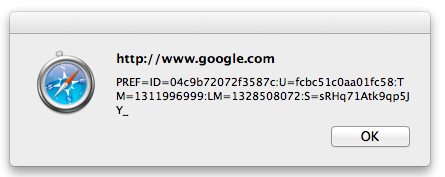 http://www.google.com
PREF=ID=04c9b72072f3587c:U=fcbc51c0aa01fc58:T
M=1311996999:LM=1328508072:S=sRHq71Atk9qp5J
Y_
OK